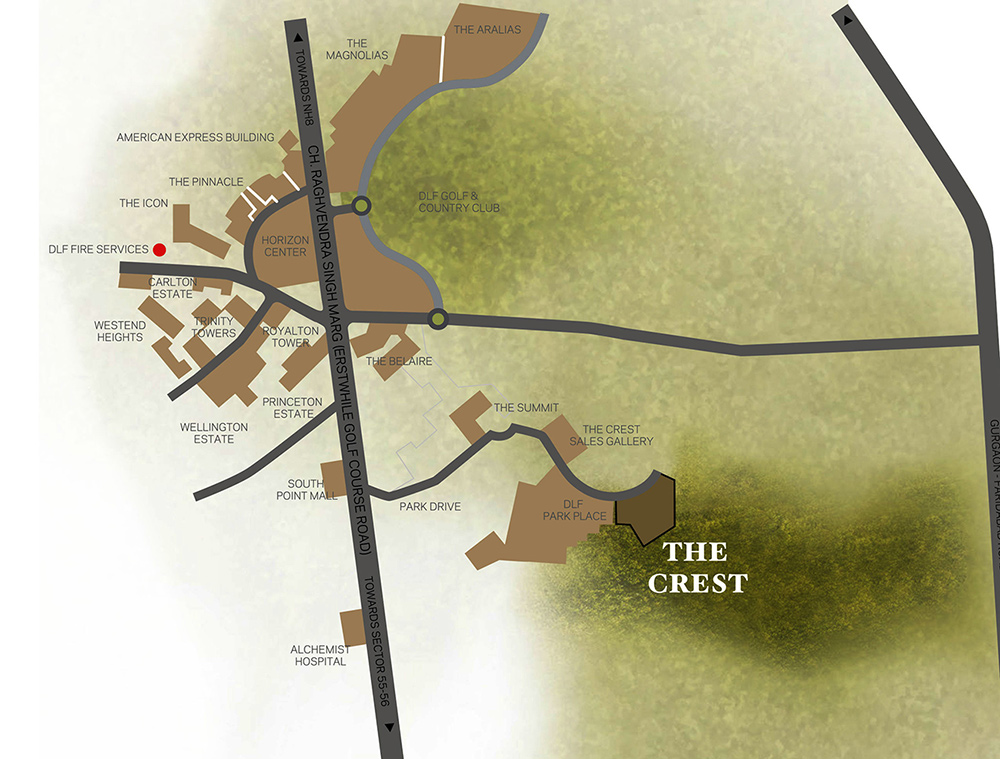 THE ARALIAS
THE
MAGNOLIAS
TOWARDS NH8
AMERICAN EXPRESS BUILDING
CH. RAGHVENDRA SINGH MARG (ERSTWHILE GOLF COURSE ROAD)
THE PINNACLE
THE ICON
DLF GOLF &
COUNTRY CLUB
DLF FIRE SERVICES
HORIZON
CENTER
CARLTON
ESTATE
WESTEND
HEIGHTS
TRINITY
TOWERS
ROYALTON
TOWER
THE BELAIRE
PRINCETON
ESTATE
WELLINGTON
ESTATE
THE SUMMIT
THE CREST
SALES GALLERY
SOUTH
POINT MALL
PARK DRIVE
DLF
PARK PLACE
THE
CREST
TOWARDS SECTOR 55-56
ALCHEMIST
HOSPITAL